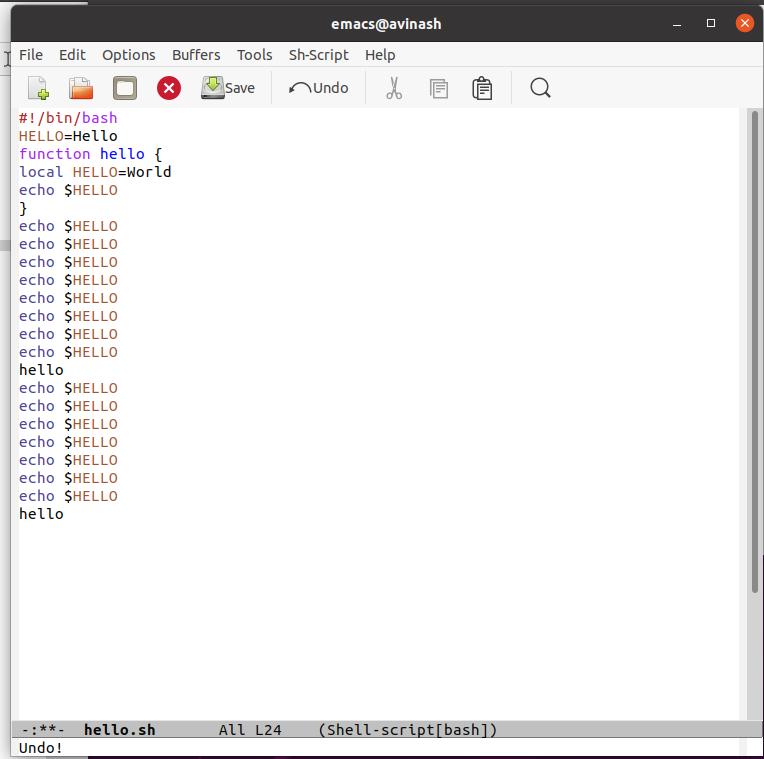 emacs@avinash
File Edit Options Buffers Tools Sh-Script Help
Save Undo
#!/bin/bash
HELLO=Hello
function hello {
local HELLO=World
echo $HELLO
}
echo $HELLO
echo $HELLO
echo $HELLO
echo $HELLO
echo $HELLO
echo $HELLO
echo $HELLO
echo $HELLO
hello
echo $HELLO
echo $HELLO
echo $HELLO
echo $HELLO
echo $HELLO
echo $HELLO
echo $HELLO
hello
-:**- hello.sh All L24 (Shell-script[bash])
Undo!